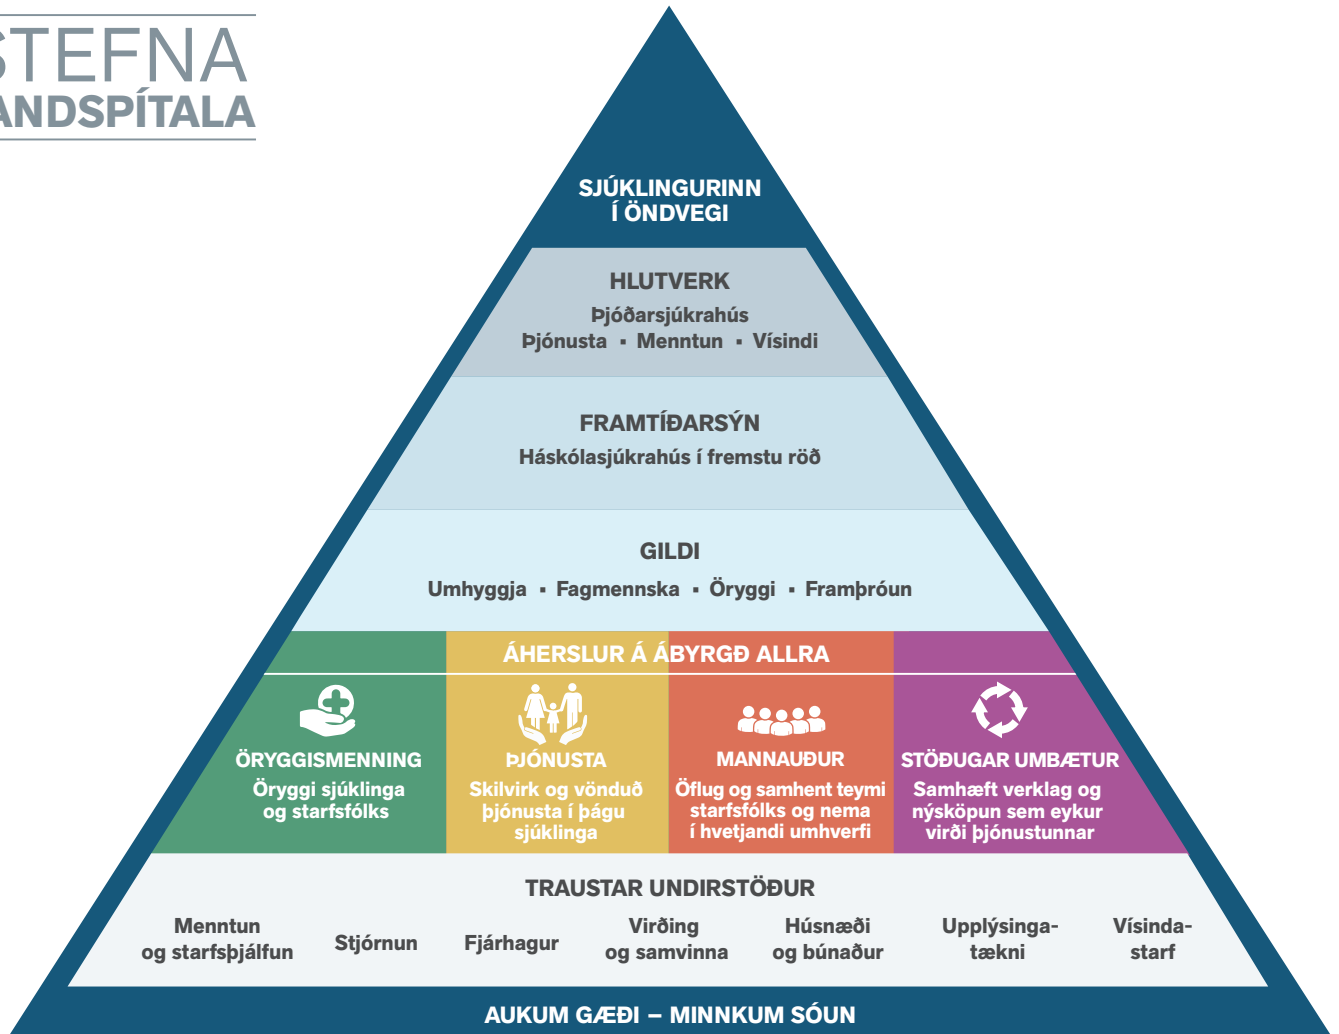 STEFNA
ANDSPÍTALA
SJÚKLINGURINN
Í ÖNDVEGI
HLUTVERK
Þjóðarsjúkrahús
Þjónusta ▪ Menntun ▪ Vísindi
FRAMTÍÐARSÝN
Háskólasjúkrahús í fremstu röð
GILDI
Umhyggja ▪ Fagmennska ▪ Öryggi ▪ Framþróun
ÁHERSLUR Á ÁBYRGÐ ALLRA
ÖRYGGISMENNING
Öryggi sjúklinga
og starfsfólks
ÞJÓNUSTA
Skilvirk og vönduð
þjónusta í þágu
sjúklinga
MANNAUÐUR
Öflug og samhent teymi
starfsfólks og nema
í hvetjandi umhverfi
STÖÐUGAR UMBÆTUR
Samhæft verklag og
nýsköpun sem eykur
virði þjónustunnar
TRAUSTAR UNDIRSTÖÐUR
Menntun
og starfsþjálfun
Stjórnun
Fjárhagur
Virðing
og samvinna
Húsnæði
og búnaður
Upplýsinga-
tækni
Vísinda-
starf
AUKUM GÆÐI – MINNKUM SÓUN